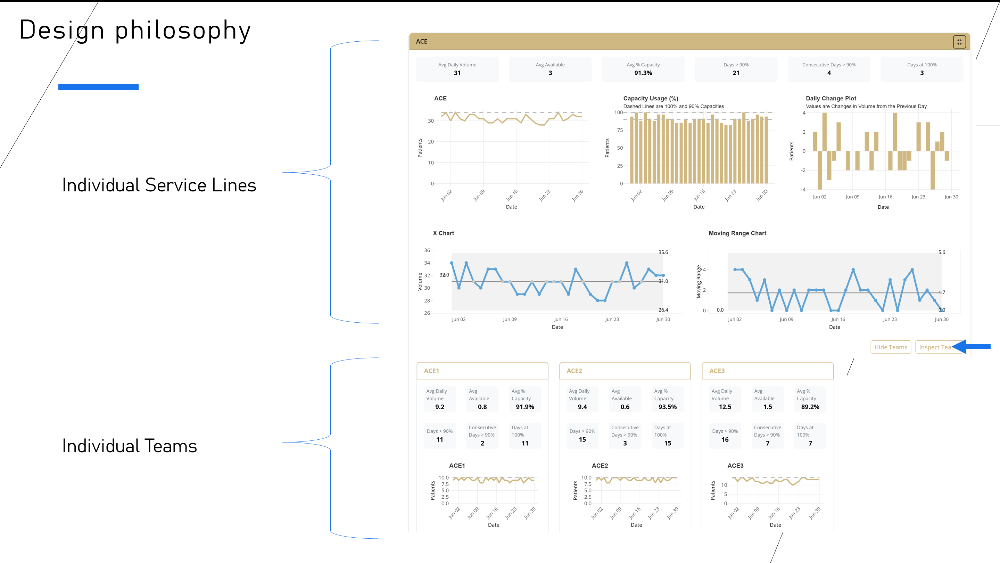 Design philosophy
Individual Service Lines
Individual Teams
ACE
Avg Daily Volume
31
Avg Available
3
Avg % Capacity
91.3%
Days > 90%
21
Consecutive Days > 90%
4
Days at 100%
3
ACE
Patients
30
20
10
0
Jun 02
Jun 09
Jun 16
Jun 23
Jun 30
Date
Capacity Usage (%)
Dashed Lines are 100% and 90% Capacities
Patients
100
75
50
25
0
Jun 02
Jun 09
Jun 16
Jun 23
Jun 30
Date
Daily Change Plot
Values are Changes in Volume from the Previous Day
Patients
4
2
0
-2
-4
Jun 02
Jun 09
Jun 16
Jun 23
Jun 30
Date
X Chart
Volume
36
34
32
30
28
26
32.0
35.6
31.0
26.4
Jun 02
Jun 09
Jun 16
Jun 23
Jun 30
Date
Moving Range Chart
Moving Range
4
2
0
0.0
5.6
1.7
0.0
Jun 02
Jun 09
Jun 16
Jun 23
Jun 30
Date
Hide Teams
Inspect
ACE1
Avg Daily
Volume
9.2
Avg
Available
0.8
Avg %
Capacity
91.9%
Days > 90%
11
Consecutive
Days > 90%
2
Days at
100%
11
ACE1
Patients
10.0
7.5
5.0
2.5
0.0
Jun 02
Jun 09
Jun 16
Jun 23
Jun 30
Date
ACE2
Avg Daily
Volume
9.4
Avg
Available
0.6
Avg %
Capacity
93.5%
Days > 90%
15
Consecutive
Days > 90%
3
Days at
100%
15
ACE2
Patients
10.0
7.5
5.0
2.5
0.0
Jun 02
Jun 09
Jun 16
Jun 23
Jun 30
Date
ACE3
Avg Daily
Volume
12.5
Avg
Available
1.5
Avg %
Capacity
89.2%
Days > 90%
16
Consecutive
Days > 90%
7
Days at
100%
7
ACE3
Patients
10
5
0
Jun 02
Jun 09
Jun 16
Jun 23
Jun 30
Date